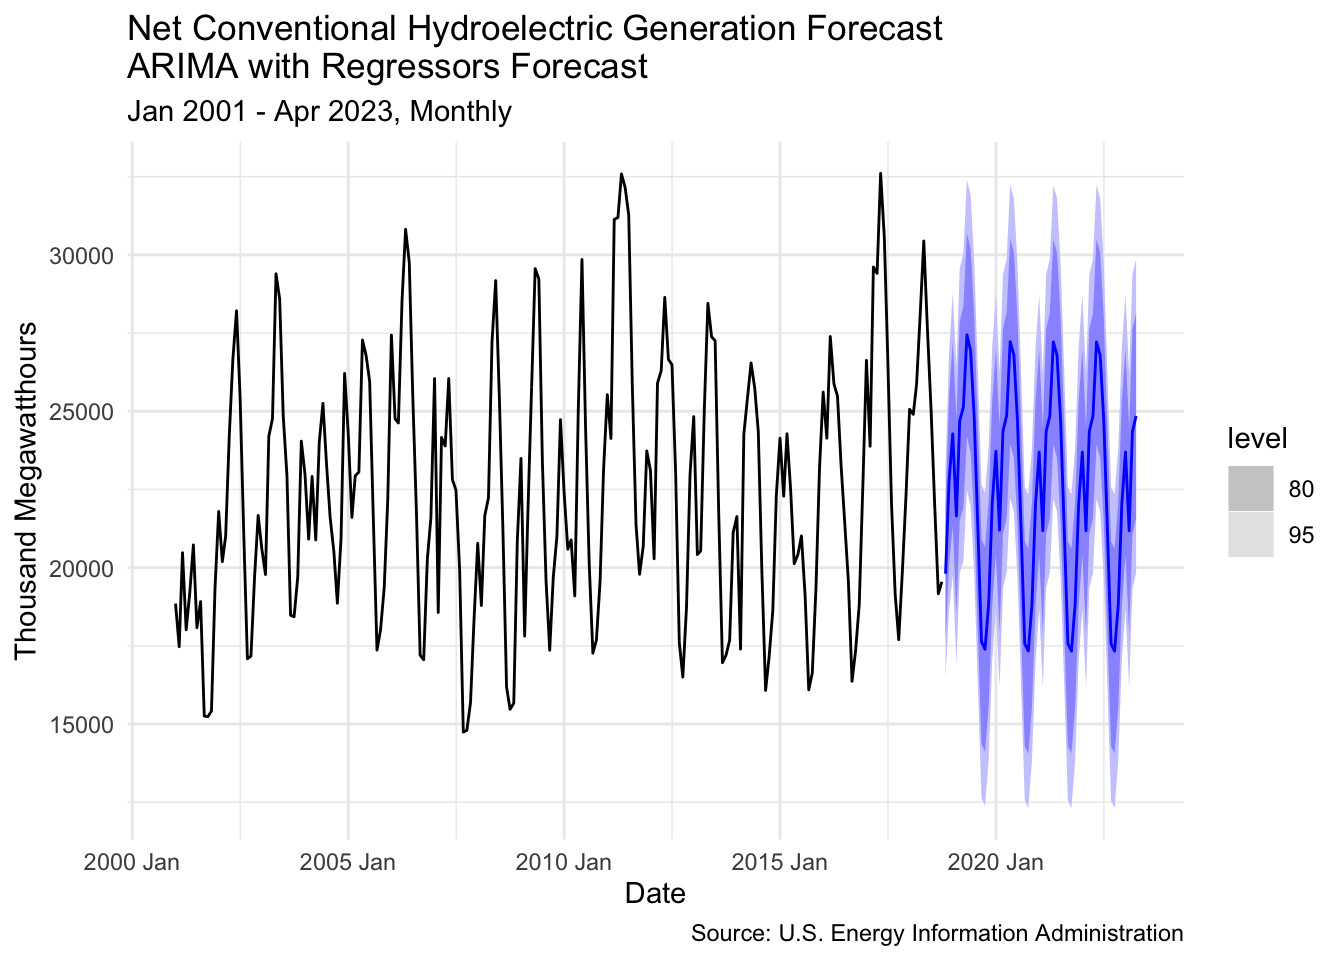 Net Conventional Hydroelectric Generation Forecast
ARIMA with Regressors Forecast
Jan 2001 - Apr 2023, Monthly
Thousand Megawatthours
30000
25000
20000
15000
level
80
95
2000 Jan
2005 Jan
2010 Jan
2015 Jan
2020 Jan
Date
Source: U.S. Energy Information Administration